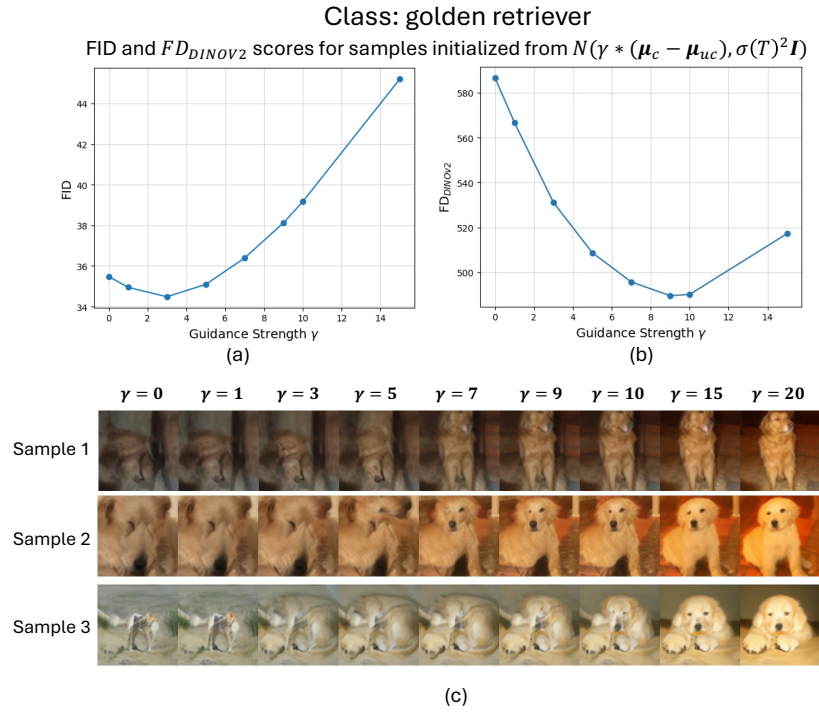 Class: golden retriever
FID and FD_DINOV2 scores for samples initialized from N(γ * (μ_c − μ_uc), σ(T)²I)
44
42
40
38
36
34
FID
0 2 4 6 8 10 12 14
Guidance Strength γ
(a)
580
560
540
520
500
FD_DINOV2
0 2 4 6 8 10 12 14
Guidance Strength γ
(b)
γ = 0 γ = 1 γ = 3 γ = 5 γ = 7 γ = 9 γ = 10 γ = 15 γ = 20
Sample 1
Sample 2
Sample 3
(c)